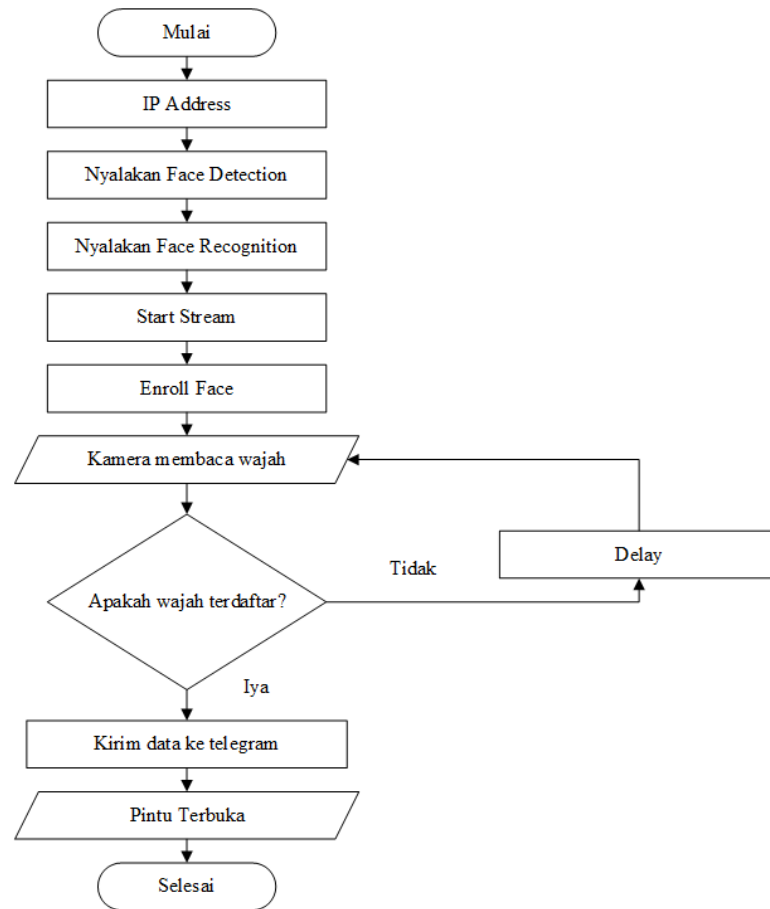 Mulai
IP Address
Nyalakan Face Detection
Nyalakan Face Recognition
Start Stream
Enroll Face
Kamera membaca wajah
Apakah wajah terdaftar?
Tidak
Delay
Iya
Kirim data ke telegram
Pintu Terbuka
Selesai